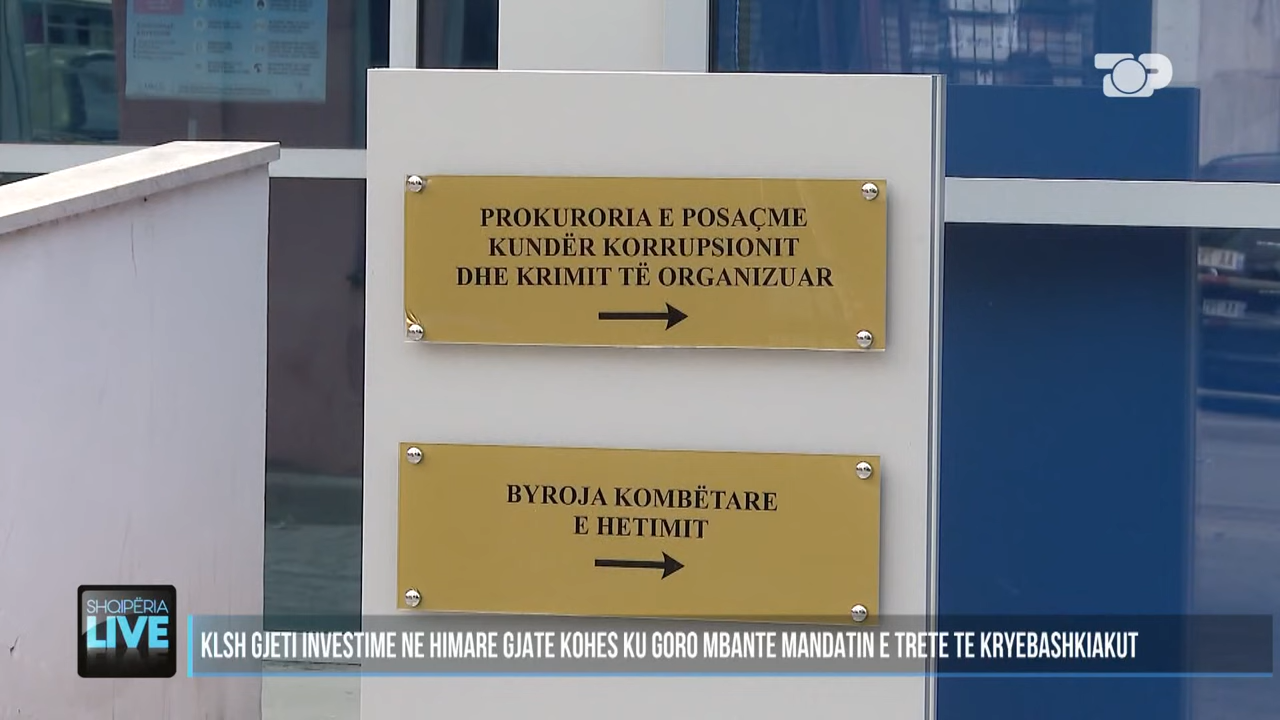 TOP
PROKURORIA E POSAÇME
KUNDËR KORRUPSIONIT
DHE KRIMIT TË ORGANIZUAR
BYROJA KOMBËTARE
E HETIMIT
SHQIPËRIA
LIVE
KLSH GJETI INVESTIME NE HIMARE GJATE KOHES KU GORO MBANTE MANDATIN E TRETE TE KRYEBASHKIAKUT